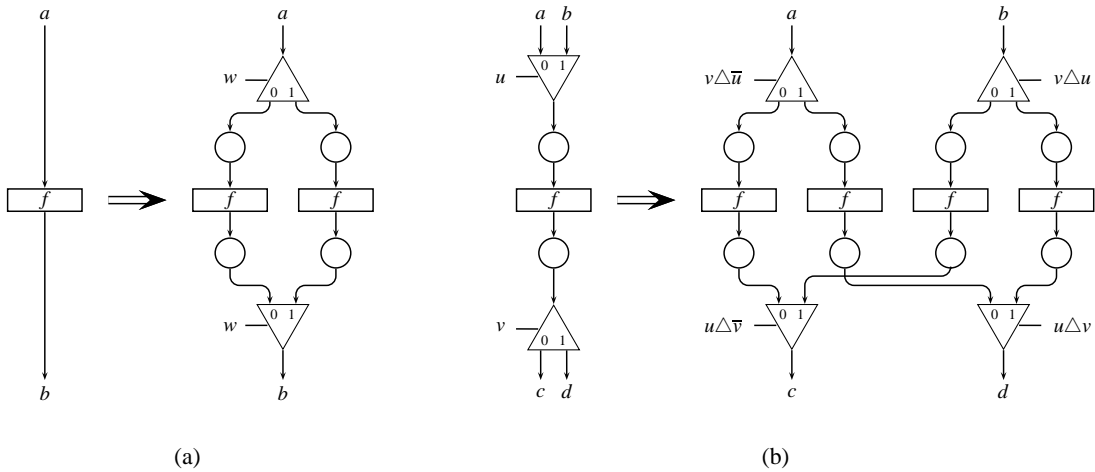 a a a b a b
0 1
u
w v△u̅ v△u
0 1 0 1 0 1
f f f f f f f f
0 1 0 1 0 1
w v u△v̅ u△v
0 1
b b c d c d
(a) (b)